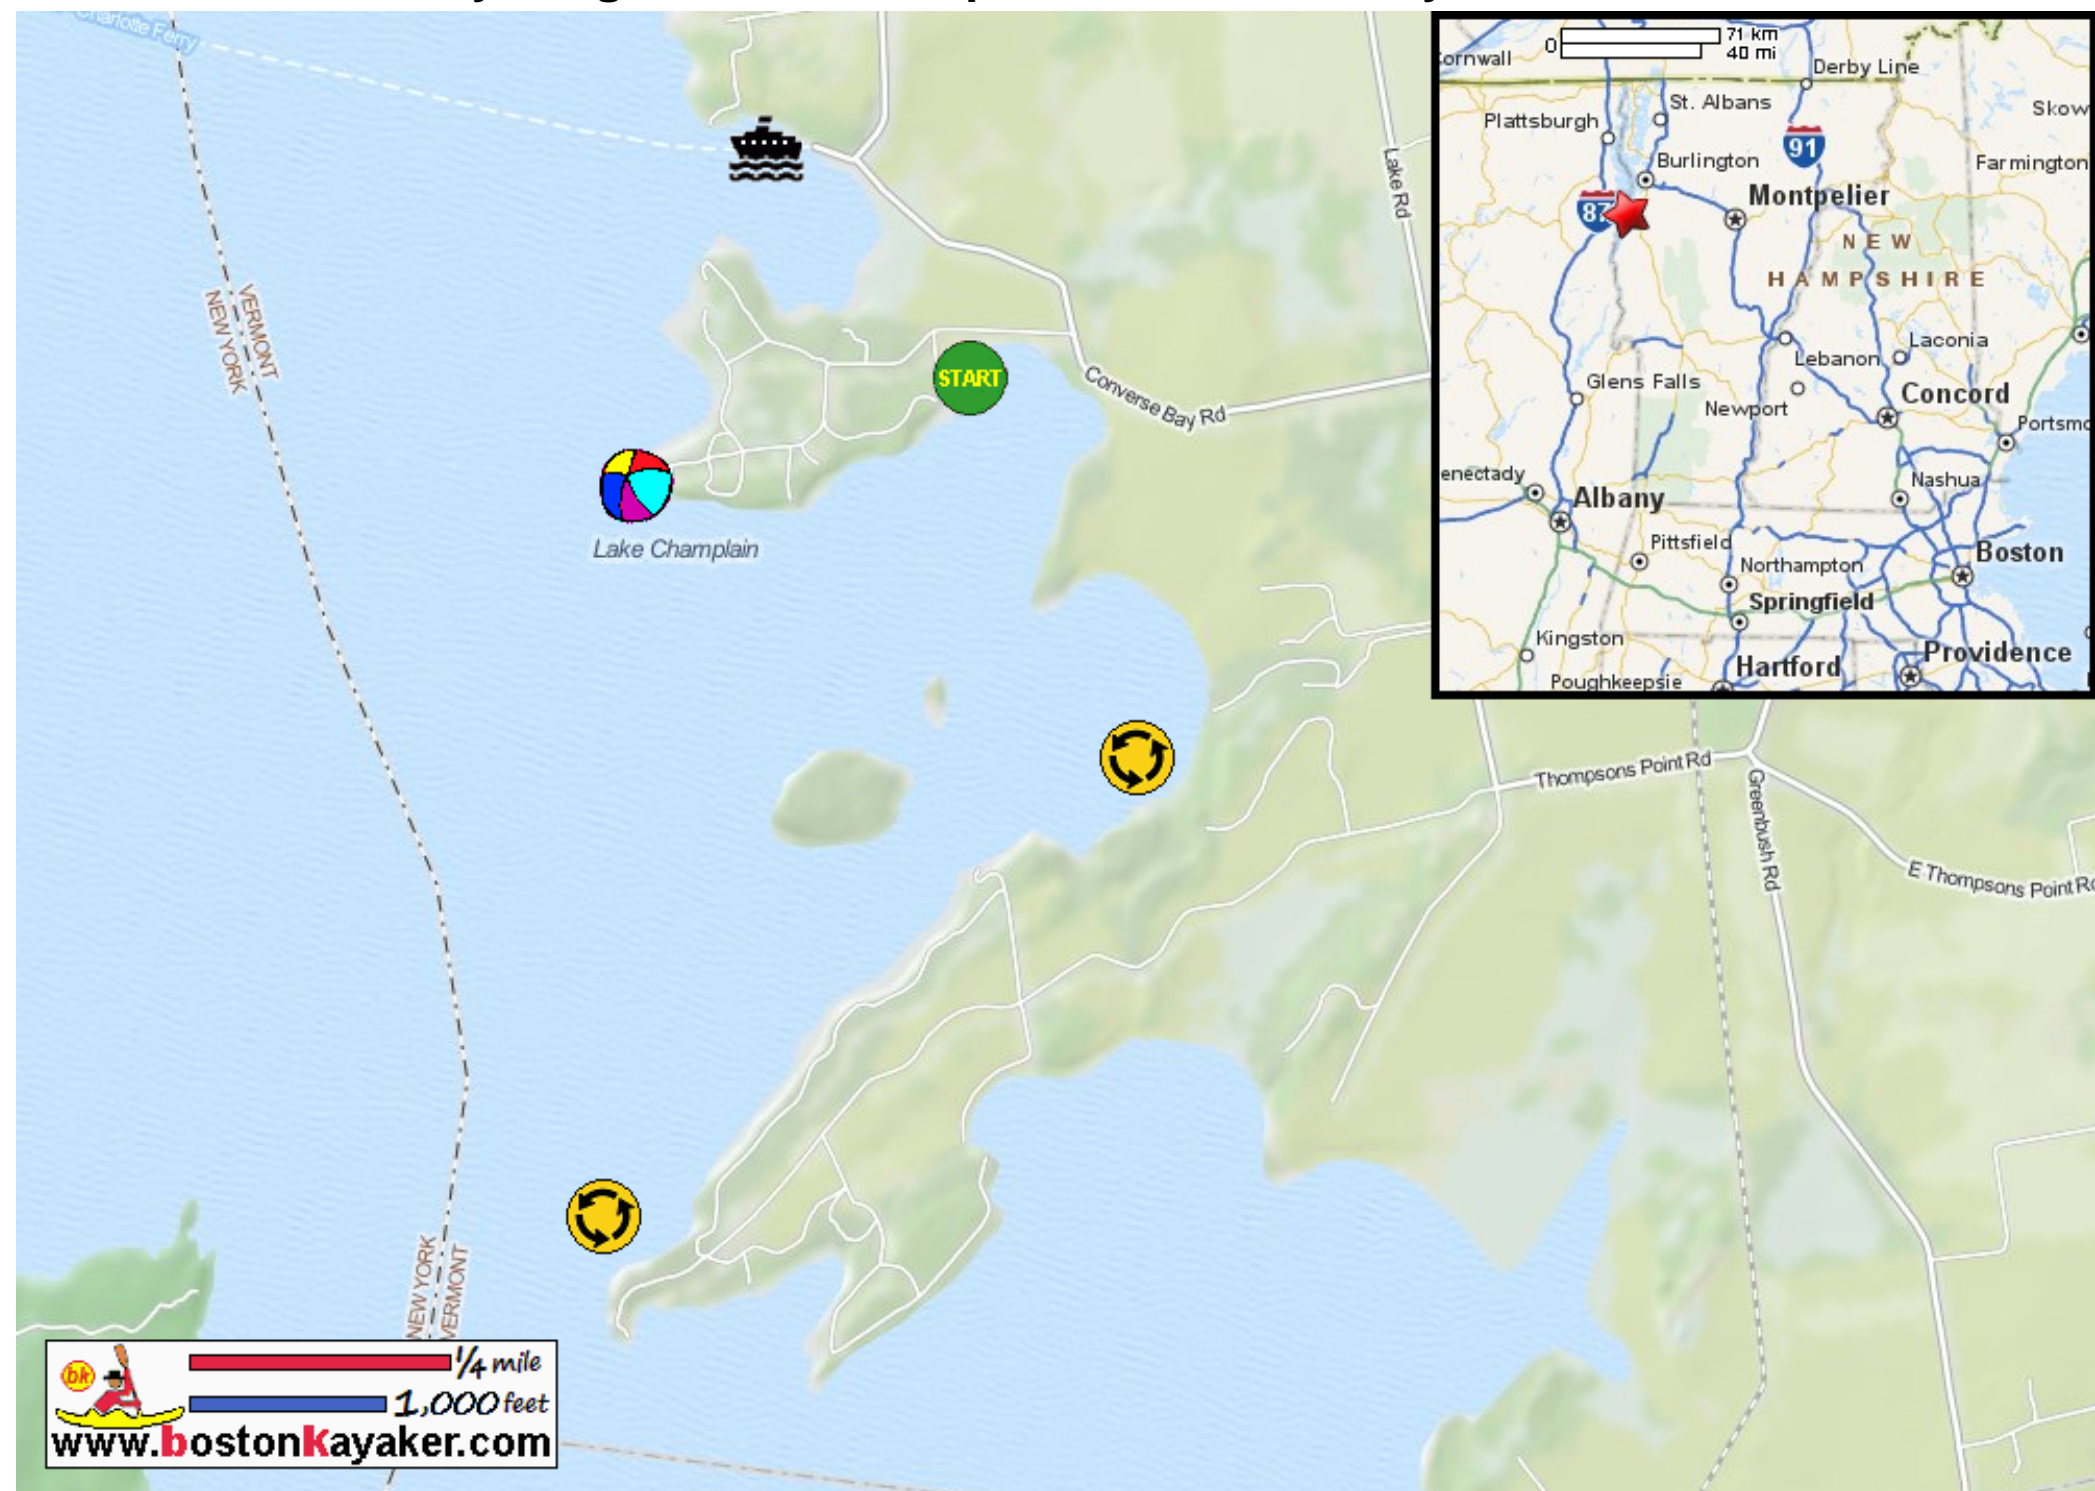 Charlotte Ferry
VERMONT
NEW YORK
Lake Rd
START
Converse Bay Rd
Lake Champlain
Thompsons Point Rd
Greenbush Rd
E Thompsons Point Rd
NEW YORK
VERMONT
0
71 km
40 mi
ornwall
Derby Line
St. Albans
Skow
Plattsburgh
91
Burlington
Farmington
87
Montpelier
NEW
HAMPSHIRE
Laconia
Lebanon
Glens Falls
Newport
Concord
Portsmo
enectady
Nashua
Albany
Pittsfield
Boston
Northampton
Springfield
Kingston
Providence
Hartford
Poughkeepsie
bk
1/4 mile
1,000 feet
www.bostonkayaker.com